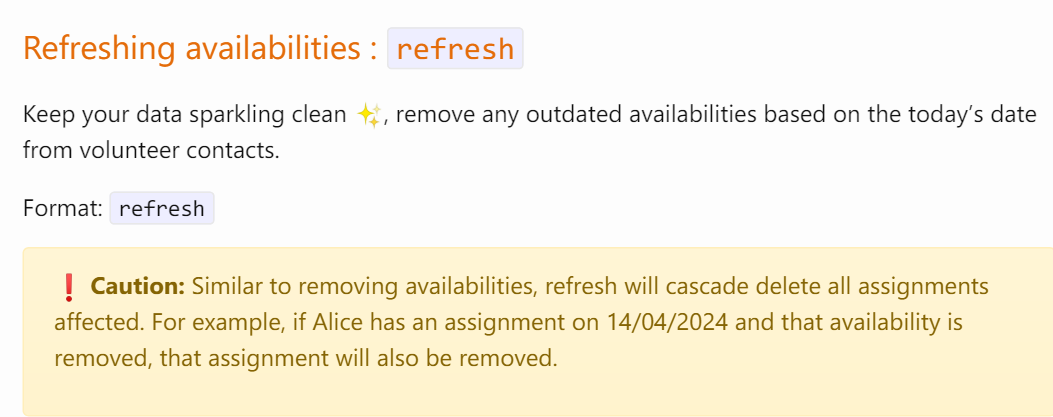 Refreshing availabilities : refresh
Keep your data sparkling clean ✨, remove any outdated availabilities based on the today’s date
from volunteer contacts.
Format: refresh
❗ Caution: Similar to removing availabilities, refresh will cascade delete all assignments
affected. For example, if Alice has an assignment on 14/04/2024 and that availability is
removed, that assignment will also be removed.